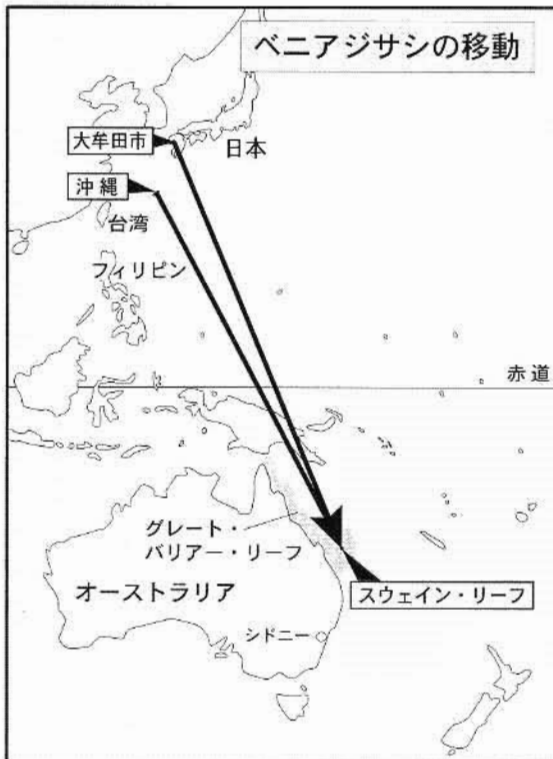 ベニアジサシの移動
大牟田市
日本
沖縄
台湾
フィリピン
赤道
グレート・
バリアー・リーフ
オーストラリア
スウェイン・リーフ
シドニー